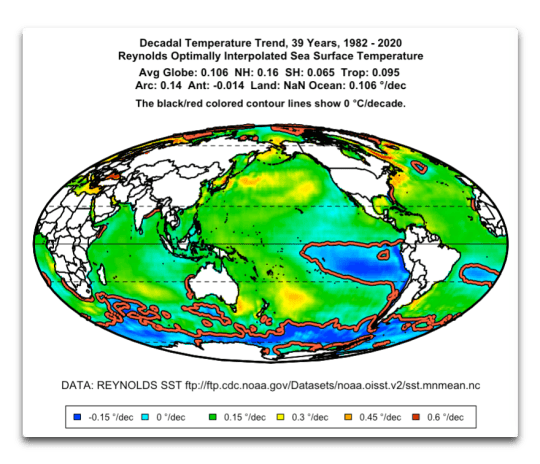 Decadal Temperature Trend, 39 Years, 1982 - 2020
Reynolds Optimally Interpolated Sea Surface Temperature
Avg Globe: 0.106 NH: 0.16 SH: 0.065 Trop: 0.095
Arc: 0.14 Ant: -0.014 Land: NaN Ocean: 0.106 °/dec
The black/red colored contour lines show 0 °C/decade.
DATA: REYNOLDS SST ftp://ftp.cdc.noaa.gov/Datasets/noaa.oisst.v2/sst.mnmean.nc
-0.15 °/dec 0 °/dec 0.15 °/dec 0.3 °/dec 0.45 °/dec 0.6 °/dec